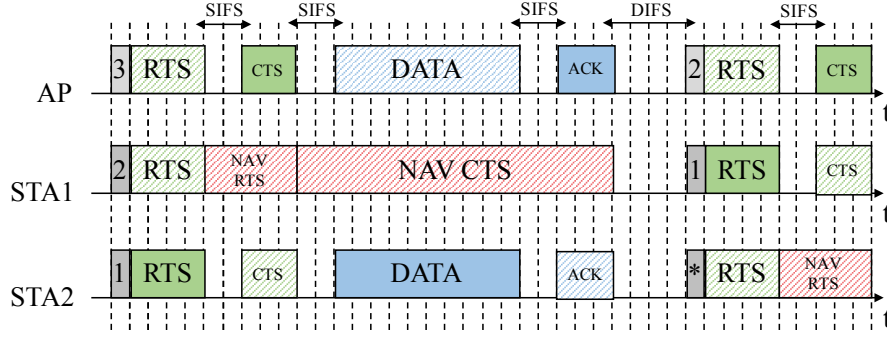 SIFS SIFS SIFS DIFS SIFS
AP 3 RTS CTS DATA ACK 2 RTS CTS
t
STA1 2 RTS NAV RTS NAV CTS 1 RTS CTS
t
STA2 1 RTS CTS DATA ACK * RTS NAV RTS
t